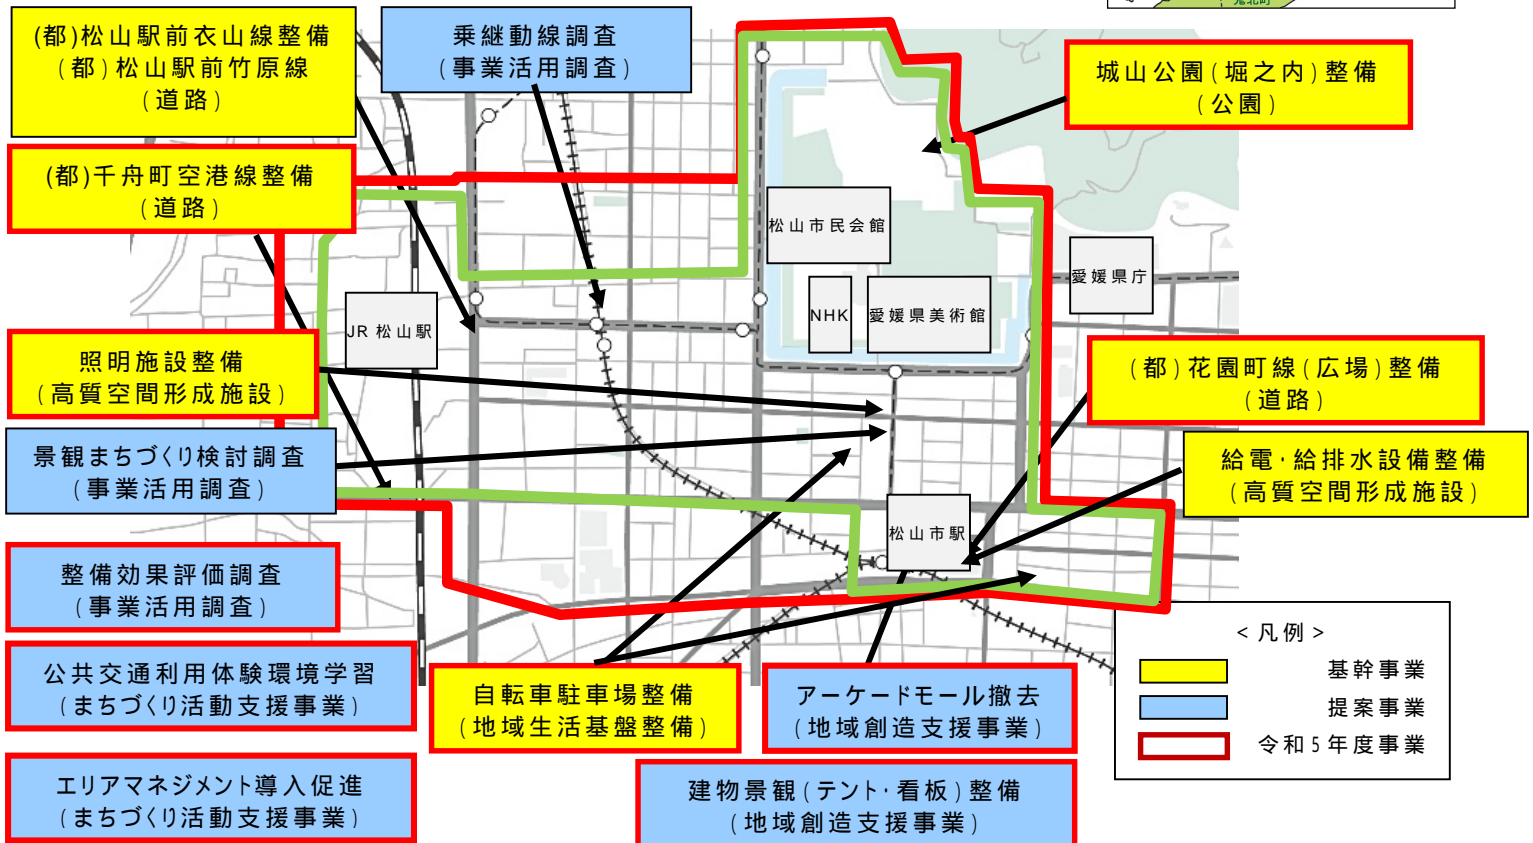 鬼北町
(都)松山駅前衣山線整備
(都)松山駅前竹原線
(道路)
乗継動線調査
(事業活用調査)
城山公園(堀之内)整備
(公園)
(都)千舟町空港線整備
(道路)
松山市民会館
愛媛県庁
JR 松山駅
NHK
愛媛県美術館
照明施設整備
(高質空間形成施設)
(都)花園町線(広場)整備
(道路)
景観まちづくり検討調査
(事業活用調査)
給電・給排水設備整備
(高質空間形成施設)
松山市駅
整備効果評価調査
(事業活用調査)
公共交通利用体験環境学習
(まちづくり活動支援事業)
自転車駐車場整備
(地域生活基盤整備)
アーケードモール撤去
(地域創造支援事業)
<凡例>
基幹事業
提案事業
令和5年度事業
エリアマネジメント導入促進
(まちづくり活動支援事業)
建物景観(テント・看板)整備
(地域創造支援事業)